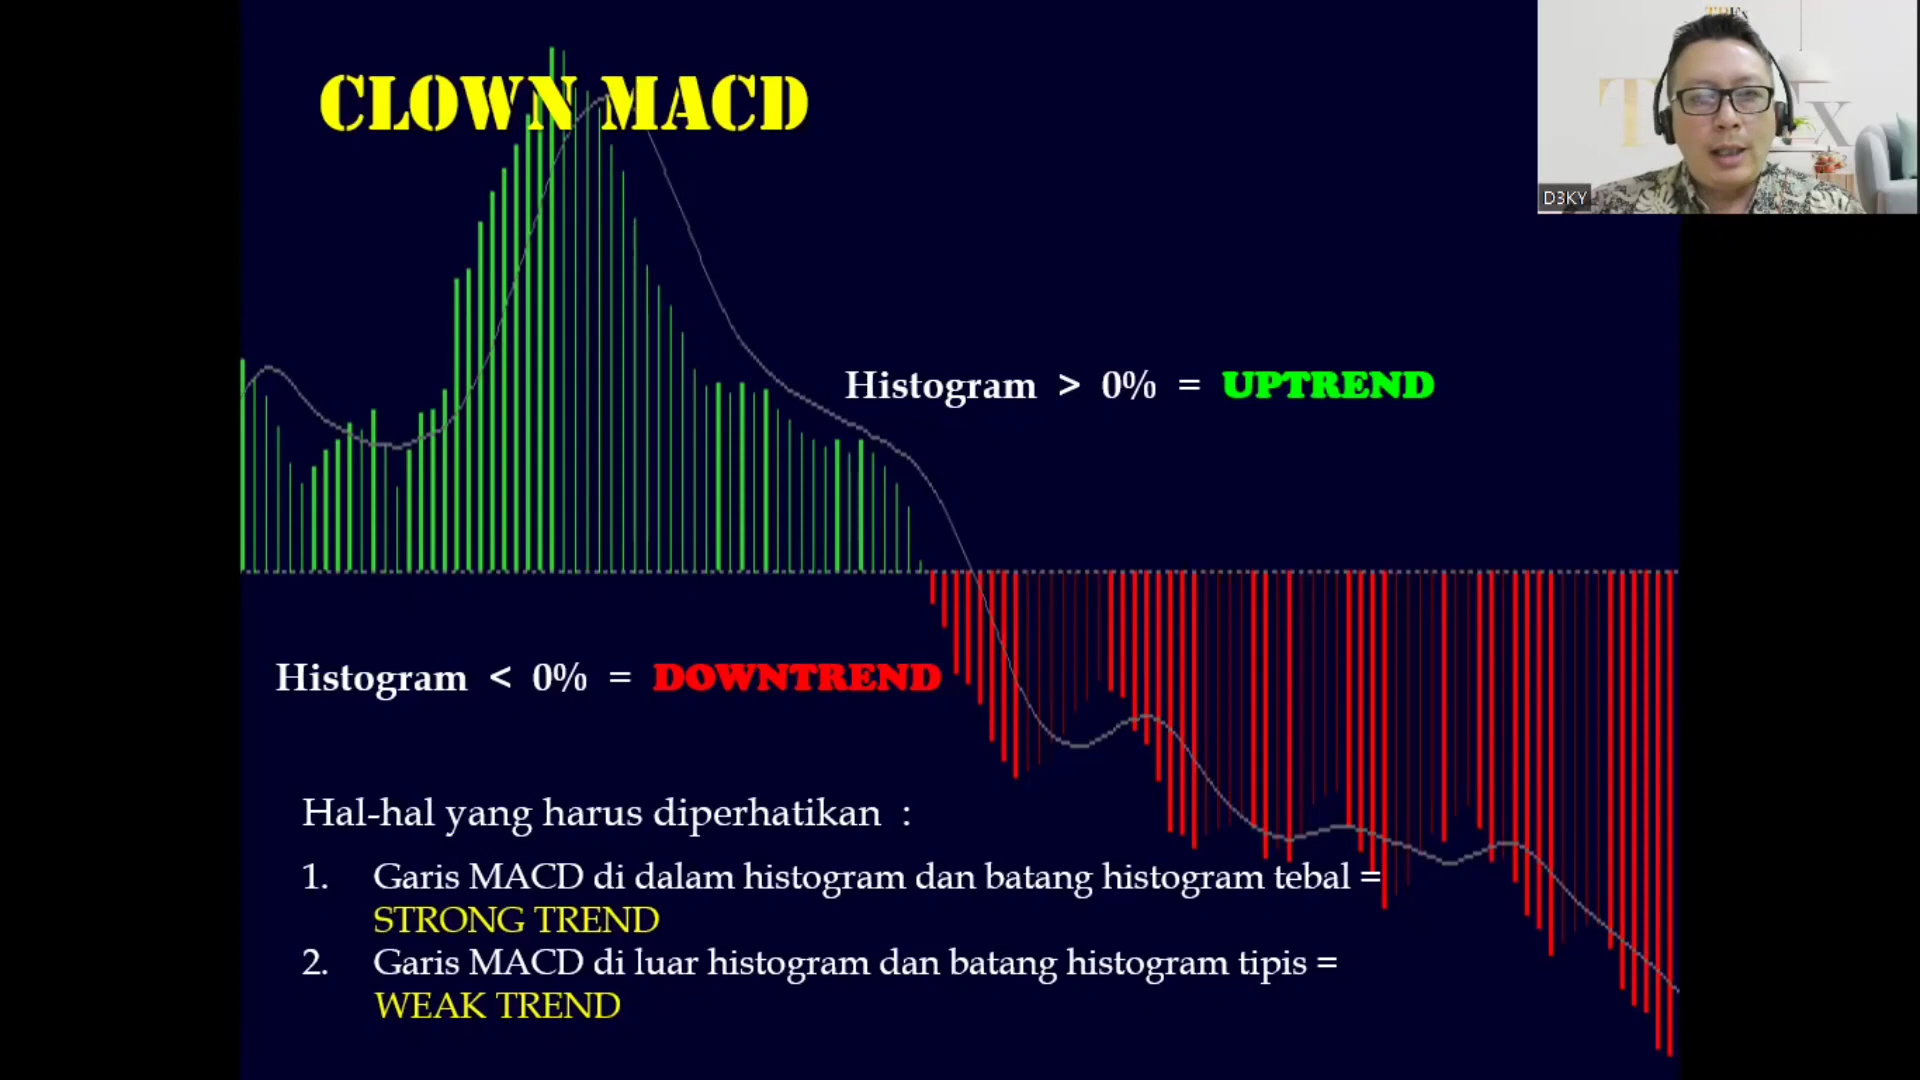 CLOWN MACD
D3KY
Histogram > 0% = UPTREND
Histogram < 0% = DOWNTREND
Hal-hal yang harus diperhatikan :
1. Garis MACD di dalam histogram dan batang histogram tebal =
STRONG TREND
2. Garis MACD di luar histogram dan batang histogram tipis =
WEAK TREND